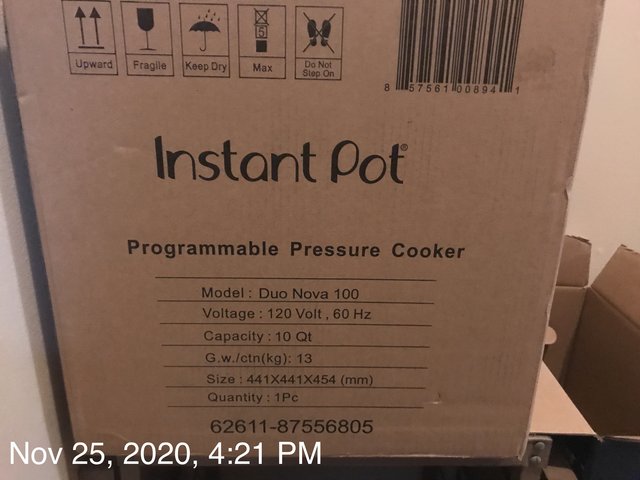 Upward Fragile Keep Dry 5 Max Do Not Step On
8 57561 00894 1
Instant Pot®
Programmable Pressure Cooker
Model : Duo Nova 100
Voltage : 120 Volt , 60 Hz
Capacity : 10 Qt
G.w./ctn(kg): 13
Size : 441X441X454 (mm)
Quantity : 1Pc
62611-87556805
Nov 25, 2020, 4:21 PM